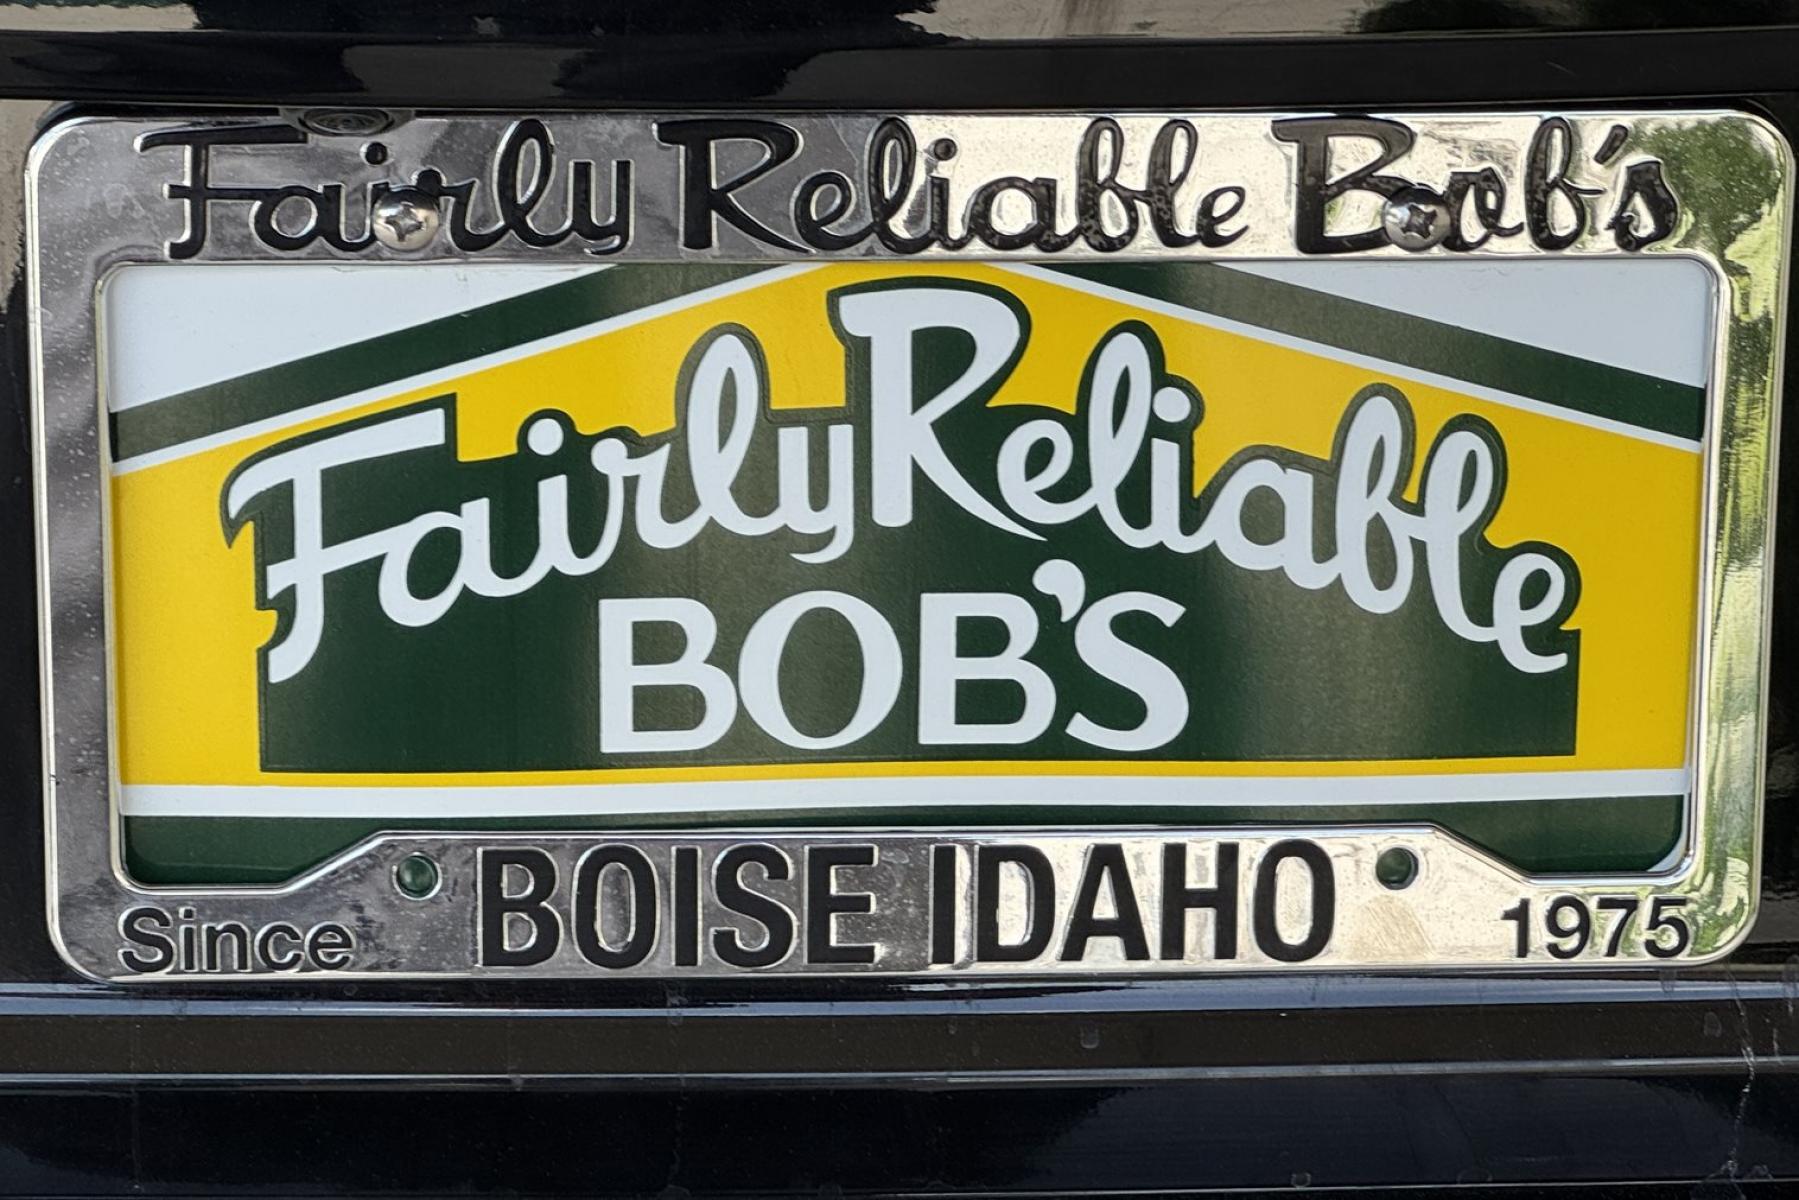 Fairly Reliable Bob's
Fairly Reliable
BOB'S
BOISE IDAHO
Since 1975